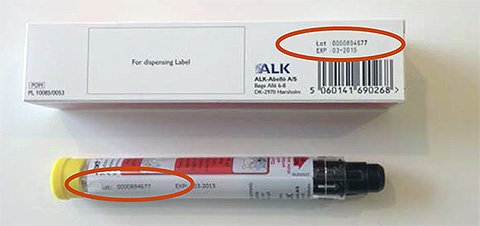 Lot :0000894677
EXP :03-2015
For dispensing Label
ALK
ALK-Abelló A/S
Bøge Allé 6-8
DK-2970 Hørsholm
5 060141 690268 >
POM
PL 10085/0053
Lot: 0000894677 EXP: 03-2015